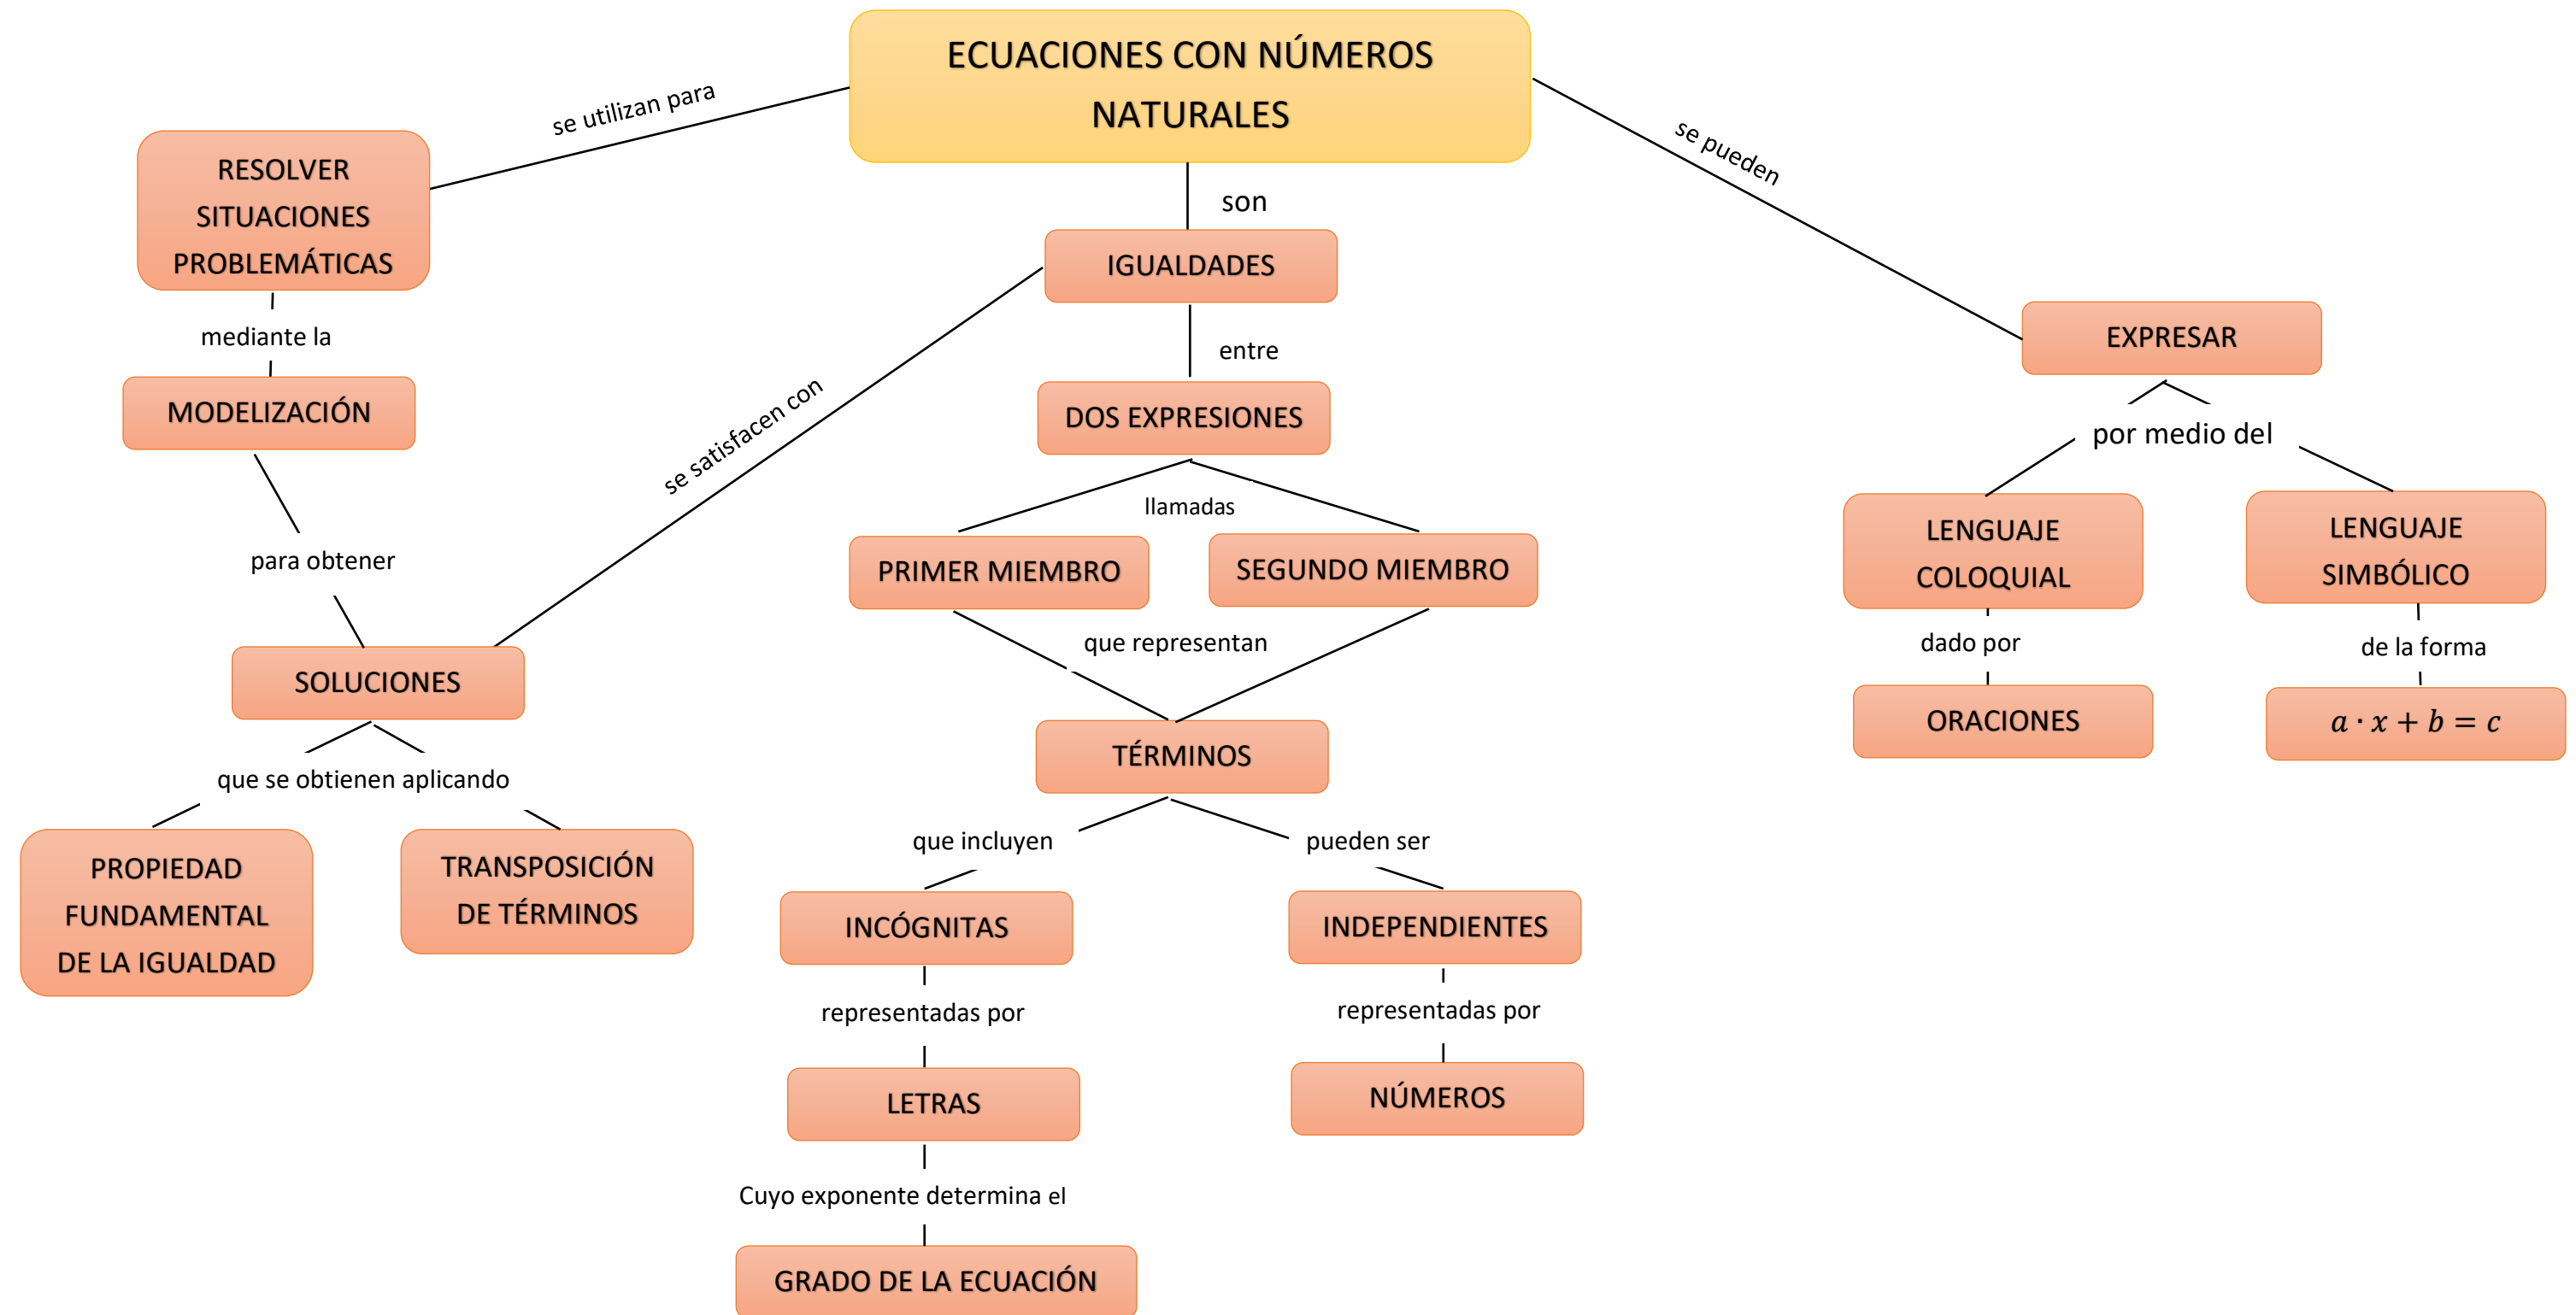 ECUACIONES CON NÚMEROS
NATURALES
se utilizan para
RESOLVER
SITUACIONES
PROBLEMÁTICAS
mediante la
MODELIZACIÓN
para obtener
SOLUCIONES
que se obtienen aplicando
PROPIEDAD
FUNDAMENTAL
DE LA IGUALDAD
TRANSPOSICIÓN
DE TÉRMINOS
son
IGUALDADES
se satisfacen con
entre
DOS EXPRESIONES
llamadas
PRIMER MIEMBRO
SEGUNDO MIEMBRO
que representan
TÉRMINOS
que incluyen
INCÓGNITAS
representadas por
LETRAS
Cuyo exponente determina el
GRADO DE LA ECUACIÓN
pueden ser
INDEPENDIENTES
representadas por
NÚMEROS
se pueden
EXPRESAR
por medio del
LENGUAJE
COLOQUIAL
dado por
ORACIONES
LENGUAJE
SIMBÓLICO
de la forma
a · x + b = c